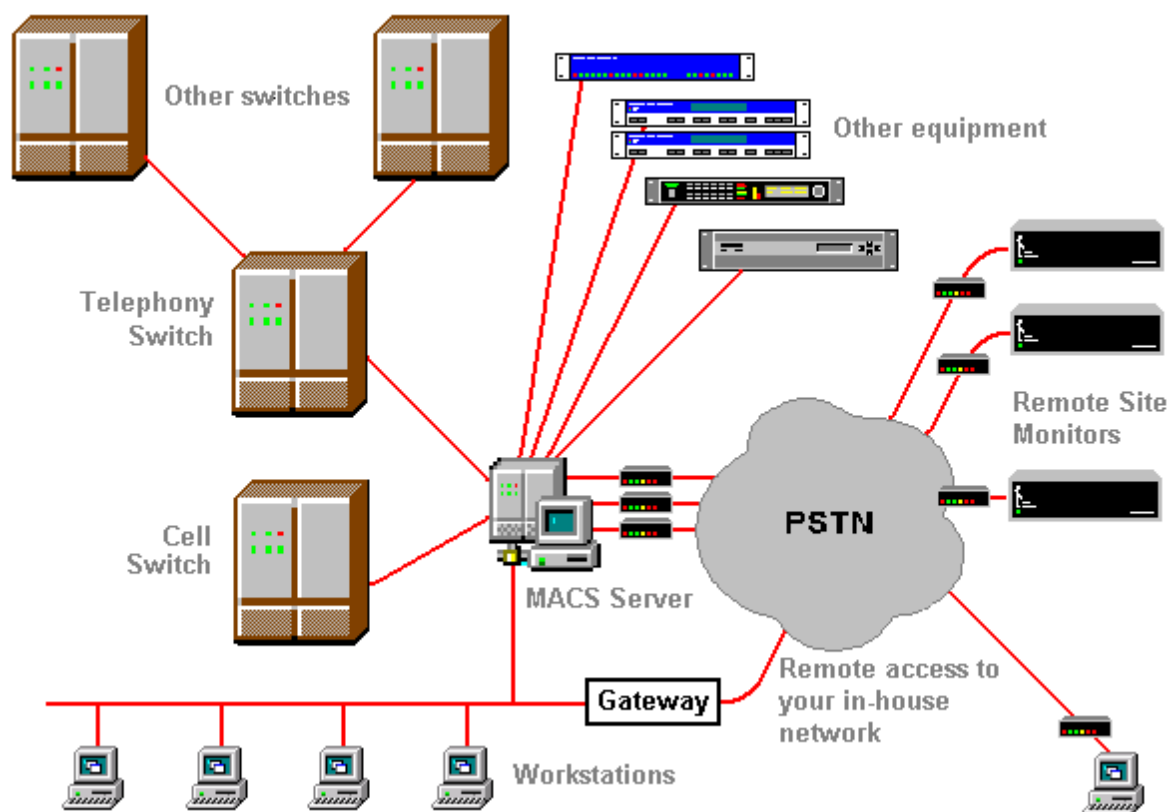 Other switches
Other equipment
Telephony
Switch
Remote Site
Monitors
PSTN
Cell
Switch
MACS Server
Remote access to
your in-house
network
Gateway
Workstations